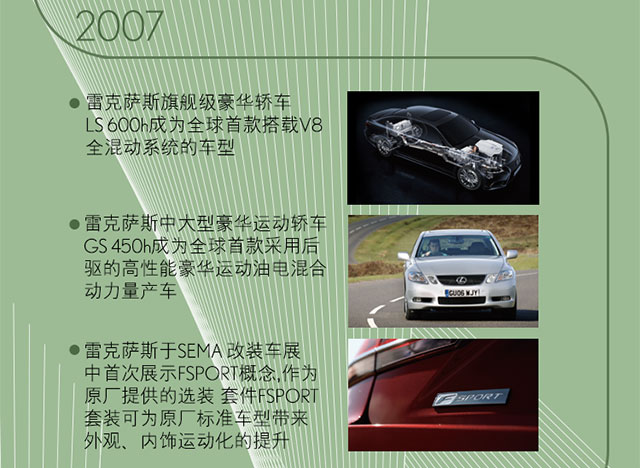 2007
雷克萨斯旗舰级豪华轿车
LS 600h成为全球首款搭载V8
全混动系统的车型
雷克萨斯中大型豪华运动轿车
GS 450h成为全球首款采用后
驱的高性能豪华运动油电混合
动力量产车
GU06 WJY
雷克萨斯于SEMA 改装车展
中首次展示FSPORT概念,作为
原厂提供的选装 套件FSPORT
套装可为原厂标准车型带来
外观、内饰运动化的提升
F SPORT